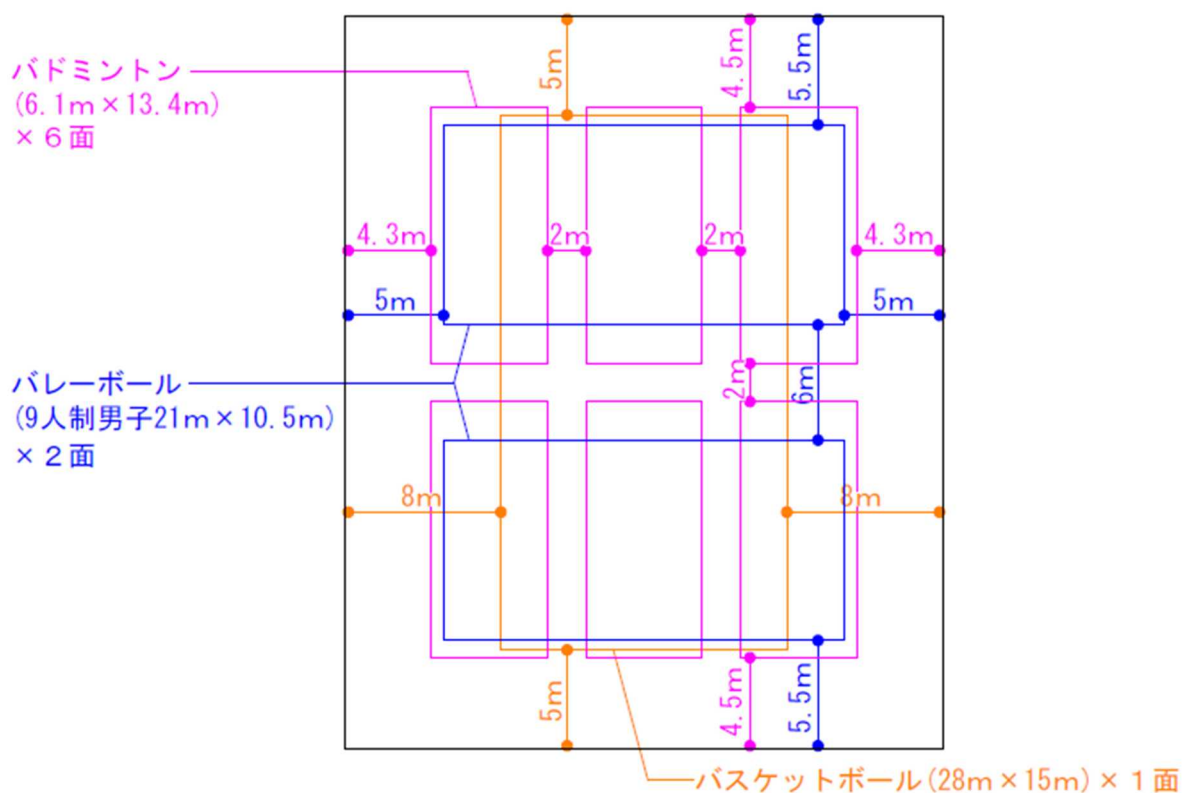 バドミントン
(6.1m×13.4m)
×６面
5m
4.5m
5.5m
4.3m
2m
2m
4.3m
5m
5m
バレーボール
(9人制男子21m×10.5m)
×２面
2m
6m
8m
8m
5m
4.5m
5.5m
バスケットボール(28m×15m)×１面